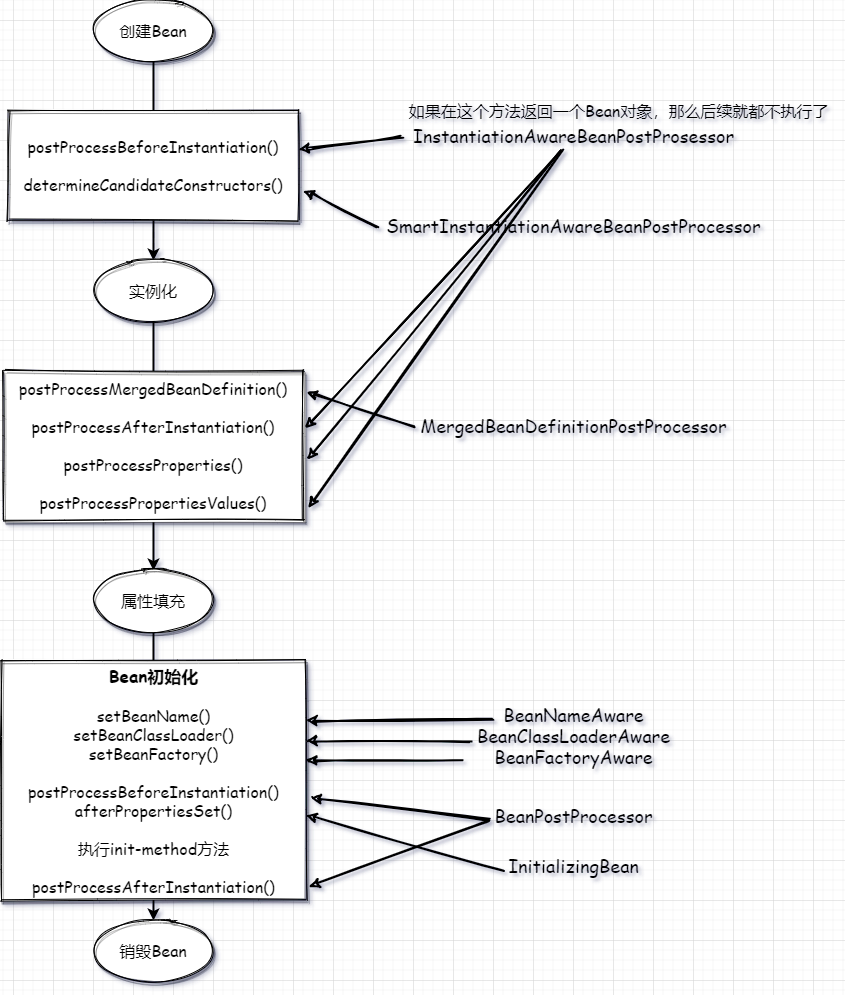 创建Bean
如果在这个方法返回一个Bean对象，那么后续就都不执行了
InstantiationAwareBeanPostProsessor
postProcessBeforeInstantiation()
determineCandidateConstructors()
SmartInstantiationAwareBeanPostProcessor
实例化
postProcessMergedBeanDefinition()
postProcessAfterInstantiation()
MergedBeanDefinitionPostProcessor
postProcessProperties()
postProcessPropertiesValues()
属性填充
Bean初始化
setBeanName()
BeanNameAware
setBeanClassLoader()
BeanClassLoaderAware
setBeanFactory()
BeanFactoryAware
postProcessBeforeInstantiation()
afterPropertiesSet()
BeanPostProcessor
执行init-method方法
InitializingBean
postProcessAfterInstantiation()
销毁Bean